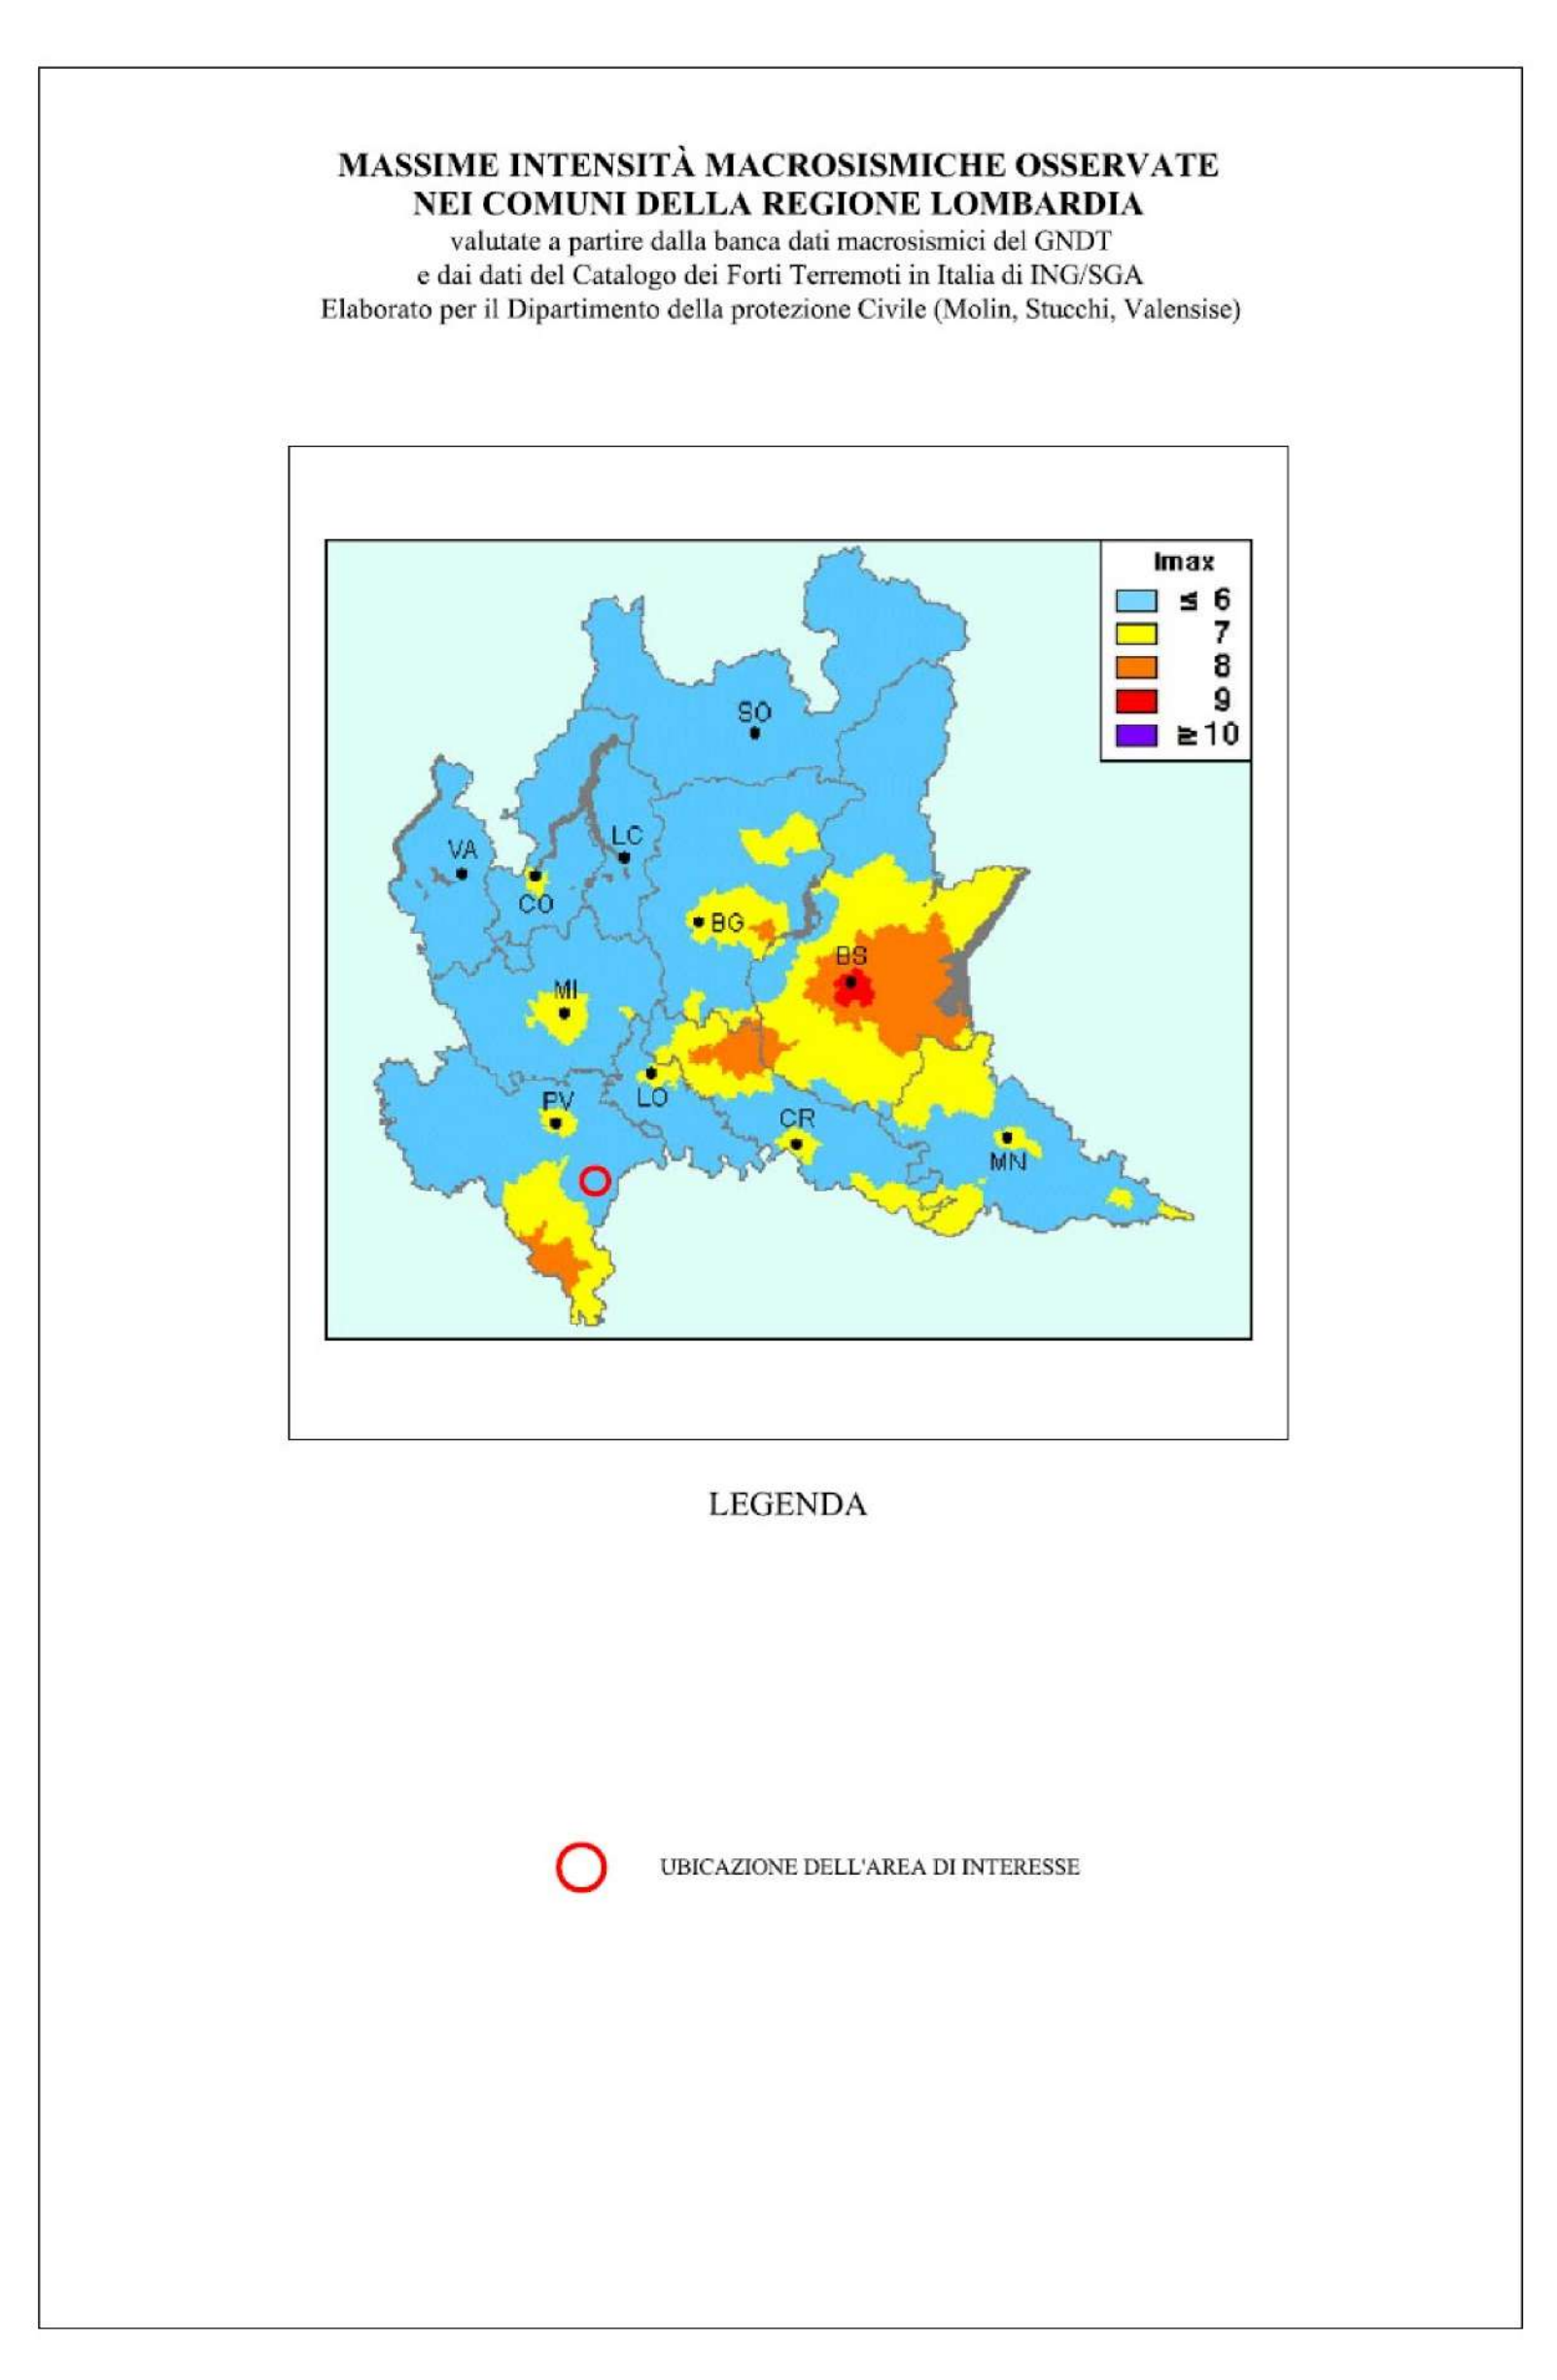 MASSIME INTENSITÀ MACROSISMICHE OSSERVATE
NEI COMUNI DELLA REGIONE LOMBARDIA
valutate a partire dalla banca dati macrosismici del GNDT
e dai dati del Catalogo dei Forti Terremoti in Italia di ING/SGA
Elaborato per il Dipartimento della protezione Civile (Molin, Stucchi, Valensise)
Imax
≤ 6
7
8
9
≥ 10
SO
LC
VA
CO
BG
BS
MI
PV
LO
CR
MN
LEGENDA
UBICAZIONE DELL'AREA DI INTERESSE